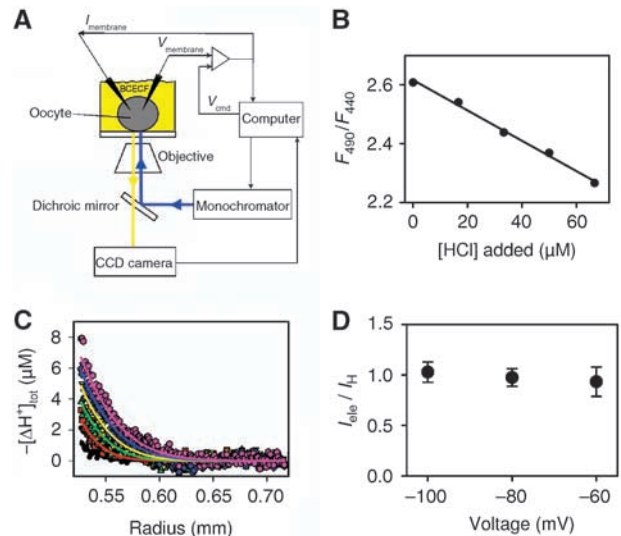 A
I membrane
V membrane
BCECF
V cmd
Oocyte
Computer
Objective
Dichroic mirror
Monochromator
CCD camera
B
F490/F440
2.6
2.4
2.2
0 20 40 60
[HCl] added (μM)
C
−[ΔH⁺]tot (μM)
8
6
4
2
0
0.55 0.60 0.65 0.70
Radius (mm)
D
Iele / IH
1.5
1.0
0.5
0.0
−100 −80 −60
Voltage (mV)